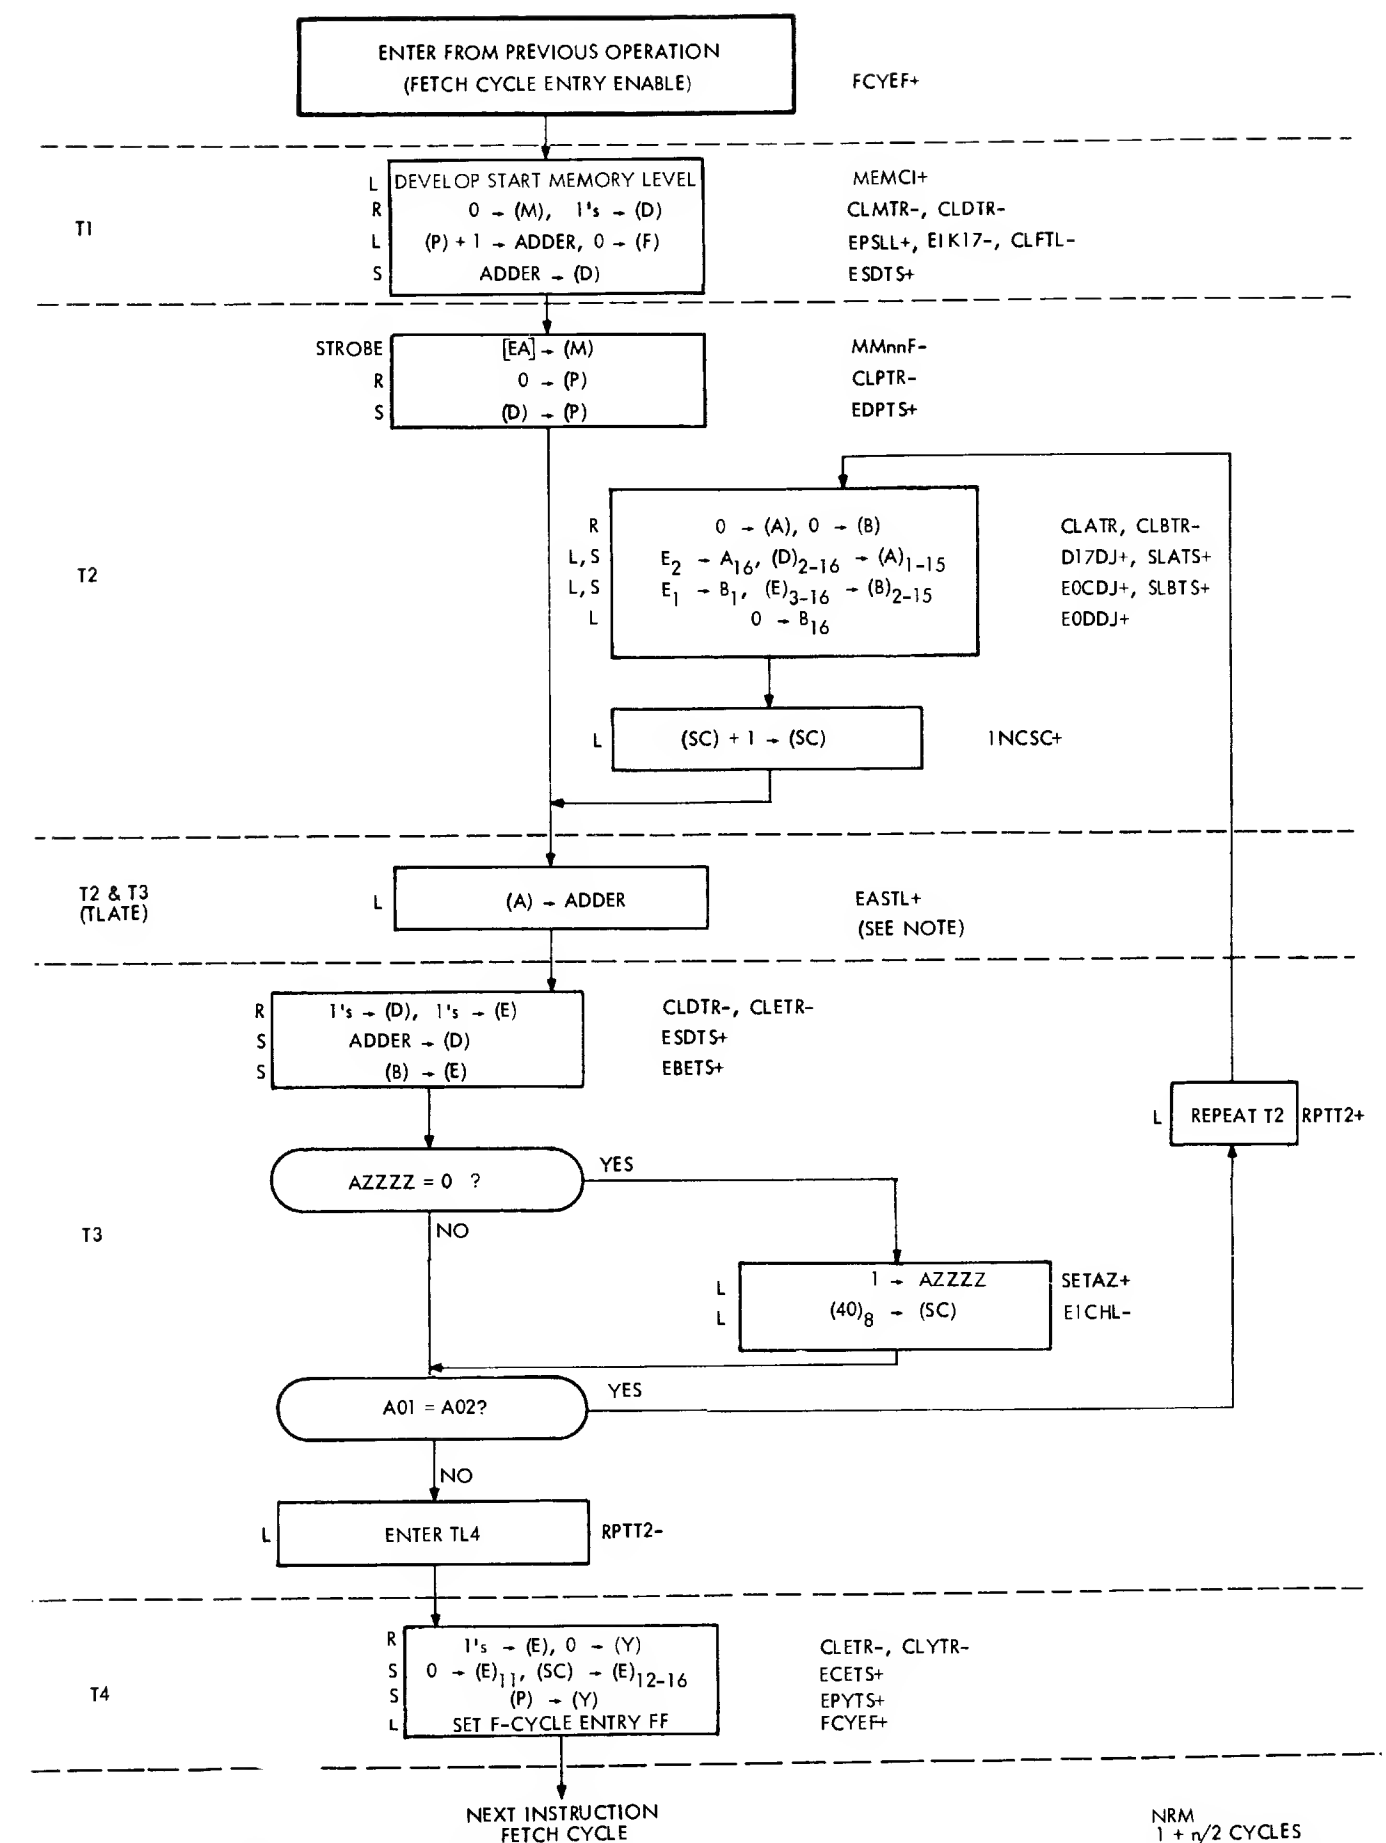 ENTER FROM PREVIOUS OPERATION
(FETCH CYCLE ENTRY ENABLE) FCYEF+
T1
L DEVELOP START MEMORY LEVEL MEMCI+
R 0 → (M), 1's → (D) CLMTR-, CLDTR-
L (P) + 1 → ADDER, 0 → (F) EPSLL+, EIK17-, CLFTL-
S ADDER → (D) ESDTS+
STROBE [EA] → (M) MMnnF-
R 0 → (P) CLPTR-
S (D) → (P) EDPTS+
T2
R 0 → (A), 0 → (B) CLATR, CLBTR-
L, S E2 → A16, (D)2-16 → (A)1-15 D17DJ+, SLATS+
L, S E1 → B1, (E)3-16 → (B)2-15 E0CDJ+, SLBTS+
L 0 → B16 E0DDJ+
L (SC) + 1 → (SC) 1NCSC+
T2 & T3
(TLATE)
L (A) → ADDER EASTL+
(SEE NOTE)
R 1's → (D), 1's → (E) CLDTR-, CLETR-
S ADDER → (D) ESDTS+
S (B) → (E) EBETS+
L REPEAT T2 RPTT2+
AZZZZ = 0 ? YES
NO
T3
L 1 → AZZZZ SETAZ+
L (40)8 → (SC) E1CHL-
A01 = A02? YES
NO
L ENTER TL4 RPTT2-
T4
R 1's → (E), 0 → (Y) CLETR-, CLYTR-
S 0 → (E)11, (SC) → (E)12-16 ECETS+
S (P) → (Y) EPYTS+
L SET F-CYCLE ENTRY FF FCYEF+
NEXT INSTRUCTION
FETCH CYCLE
NRM
1 + n/2 CYCLES